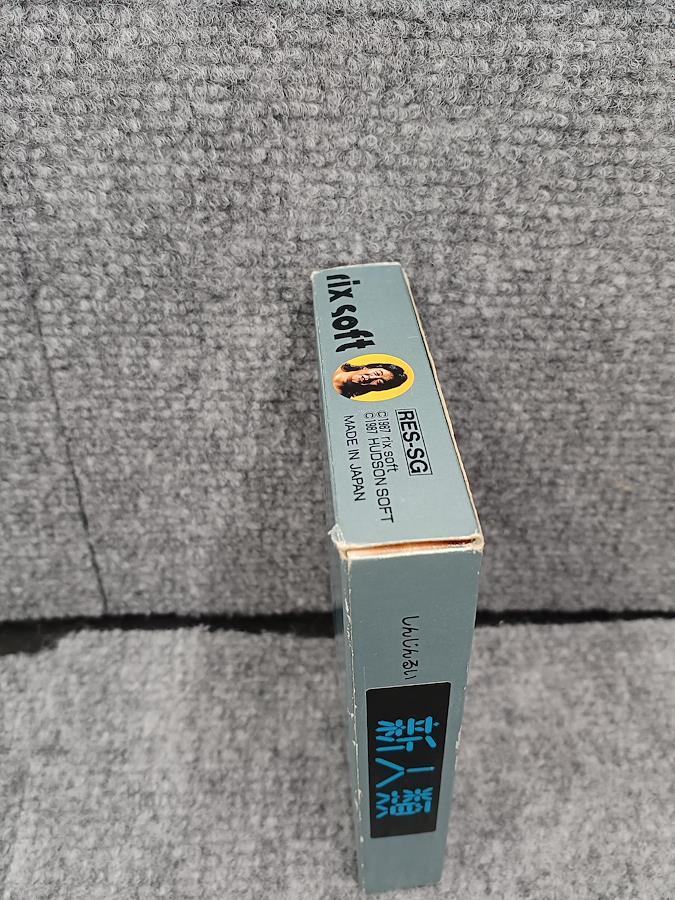 rix soft
RES-SG
©1987 rix soft
©1987 HUDSON SOFT
MADE IN JAPAN
しんじんるい
新人類